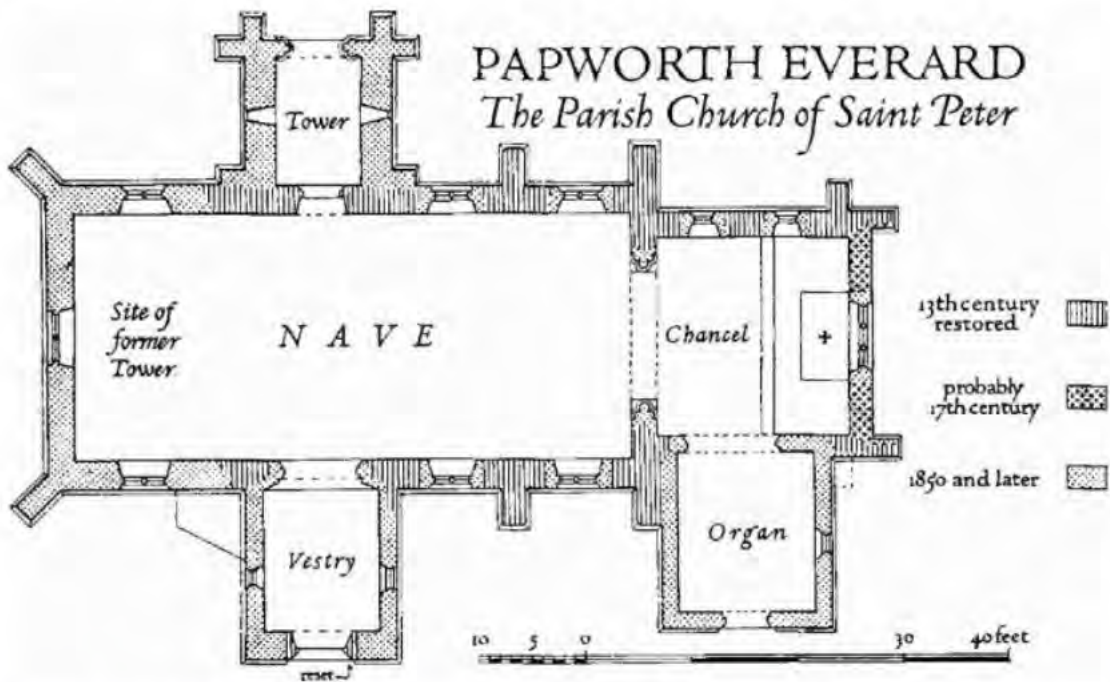 PAPWORTH EVERARD
The Parish Church of Saint Peter
Tower
Site of
former
Tower
NAVE
Chancel
Vestry
Organ
13th century
restored
probably
17th century
1850 and later
10 5 0 30 40 feet
reset